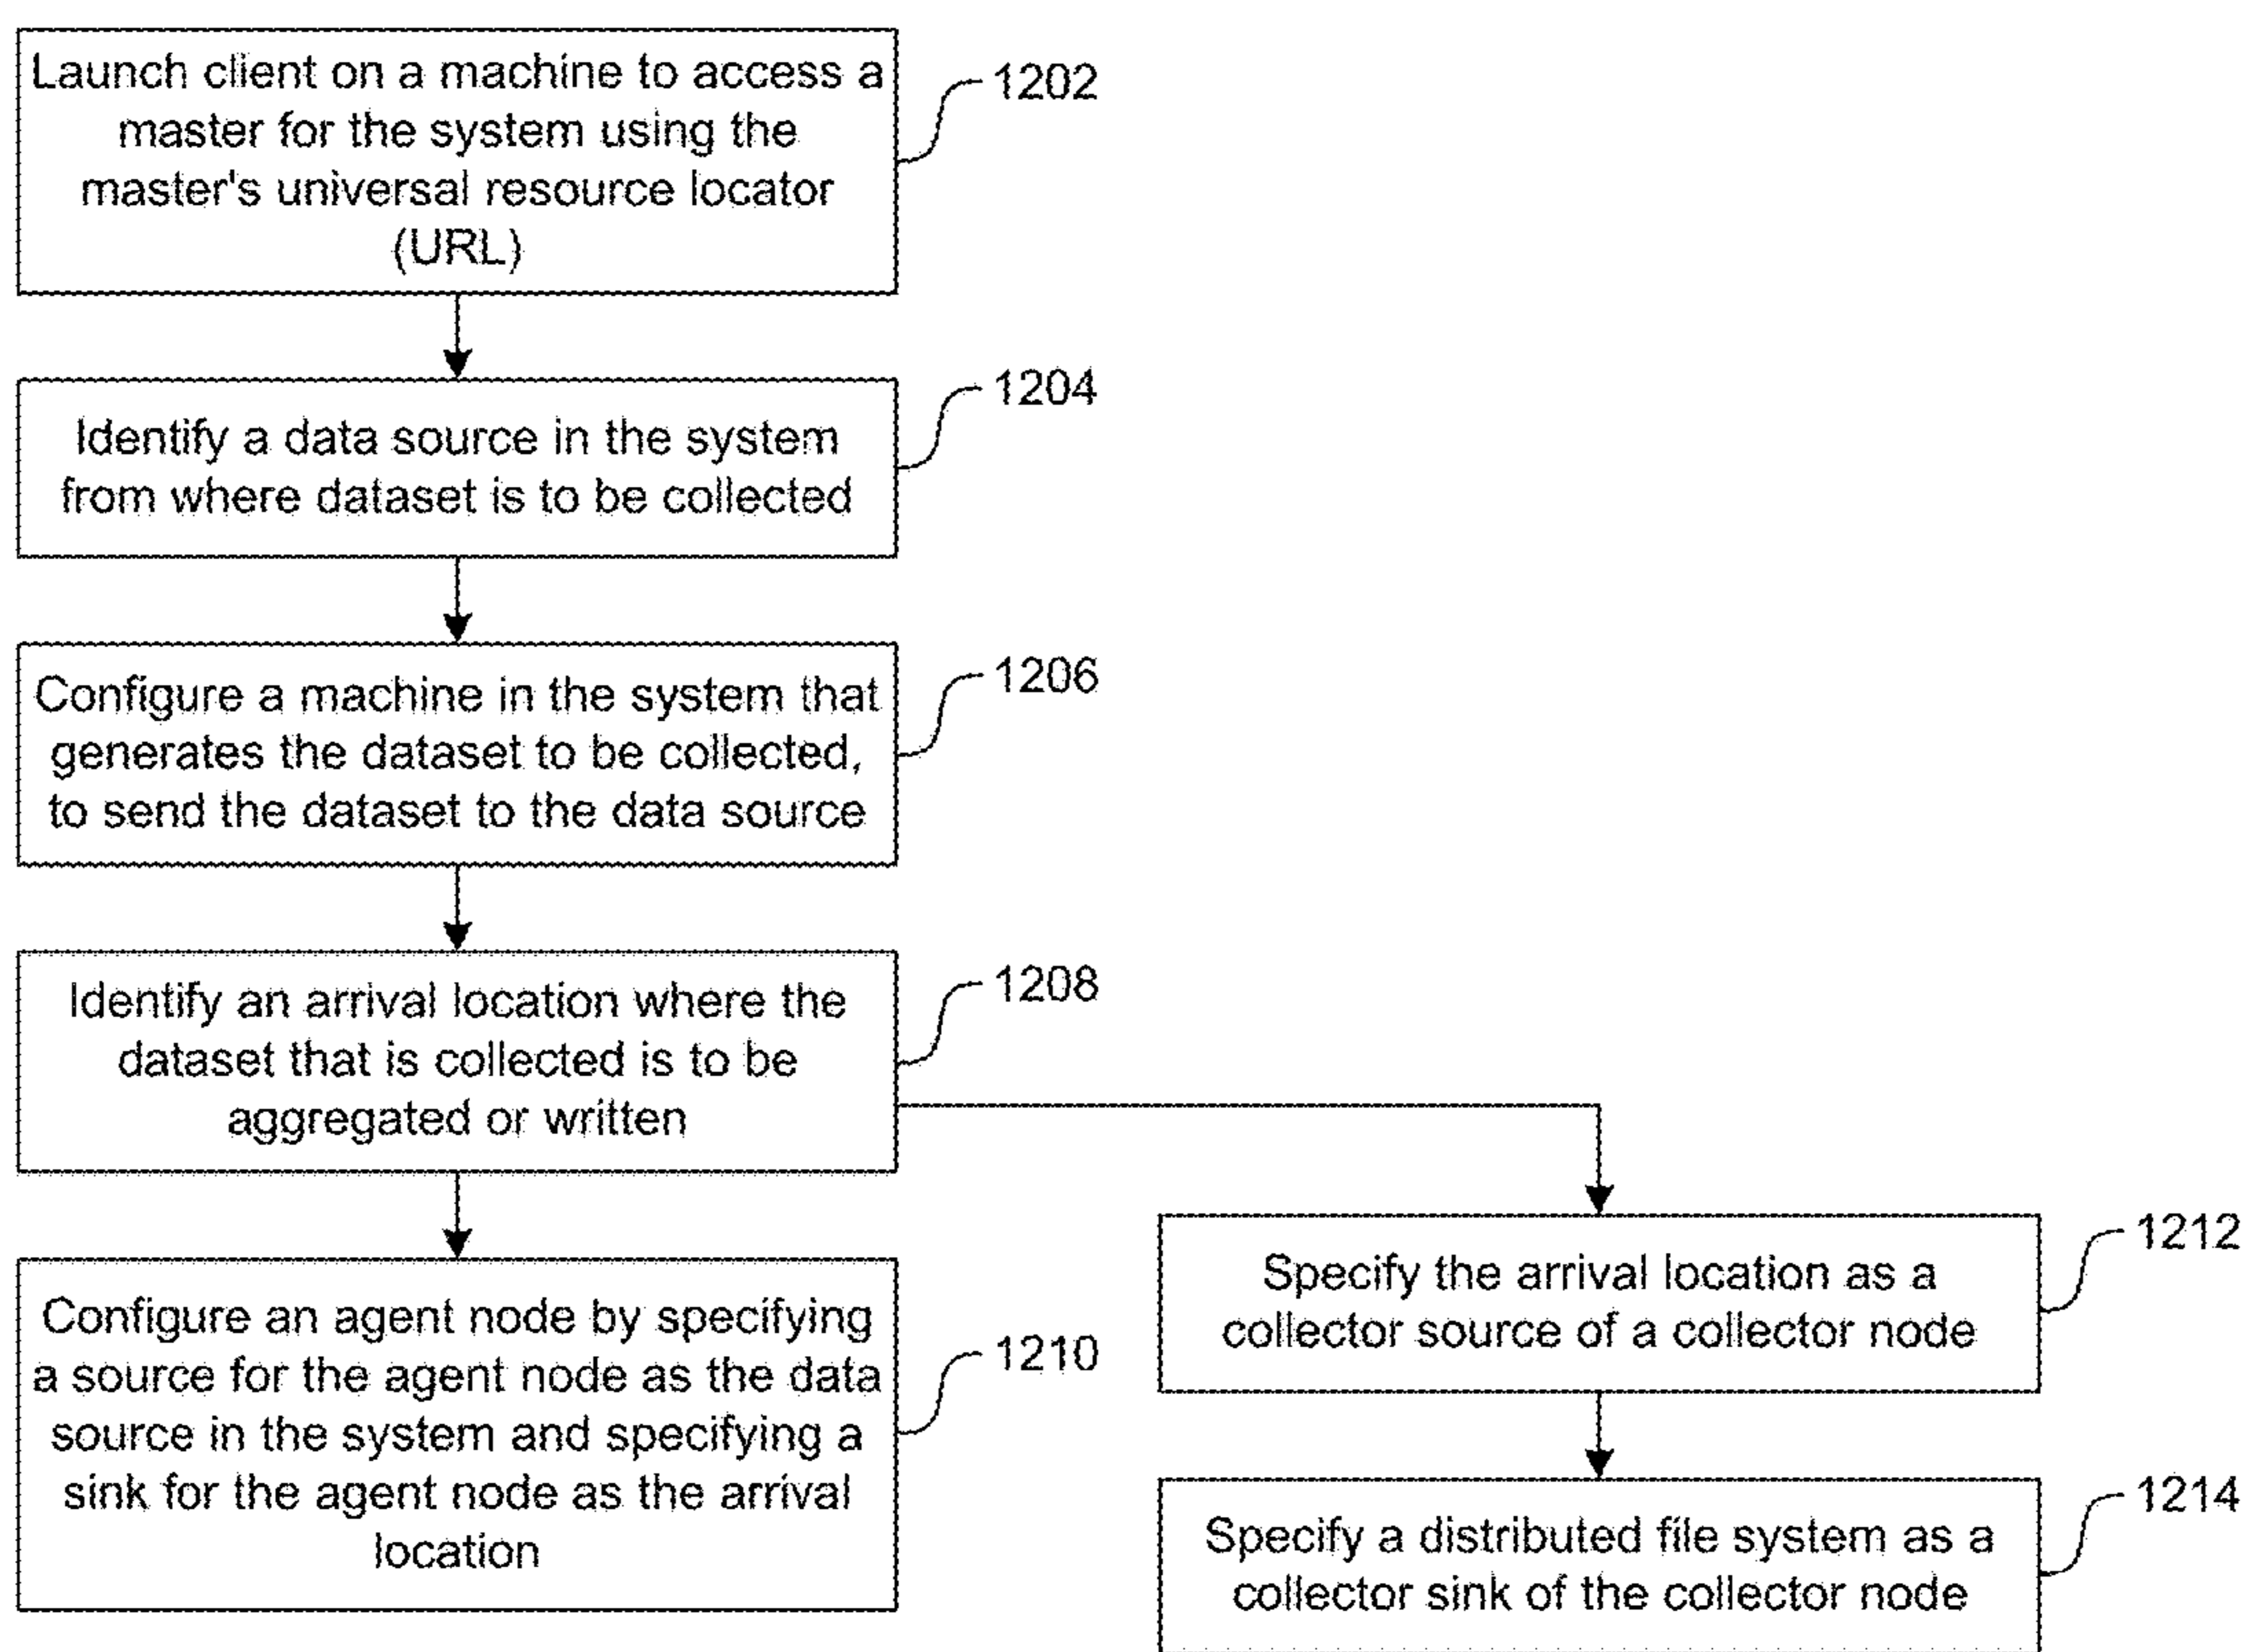 Launch client on a machine to access a
master for the system using the
master's universal resource locator
(URL)
1202
Identify a data source in the system
from where dataset is to be collected
1204
Configure a machine in the system that
generates the dataset to be collected,
to send the dataset to the data source
1206
Identify an arrival location where the
dataset that is collected is to be
aggregated or written
1208
Configure an agent node by specifying
a source for the agent node as the data
source in the system and specifying a
sink for the agent node as the arrival
location
1210
Specify the arrival location as a
collector source of a collector node
1212
Specify a distributed file system as a
collector sink of the collector node
1214